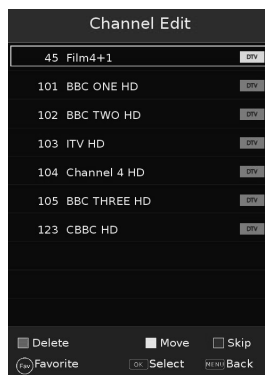 Channel Edit
45 Film4+1 DTV
101 BBC ONE HD DTV
102 BBC TWO HD DTV
103 ITV HD DTV
104 Channel 4 HD DTV
105 BBC THREE HD DTV
123 CBBC HD DTV
Delete Move Skip
Fav Favorite OK Select MENU Back